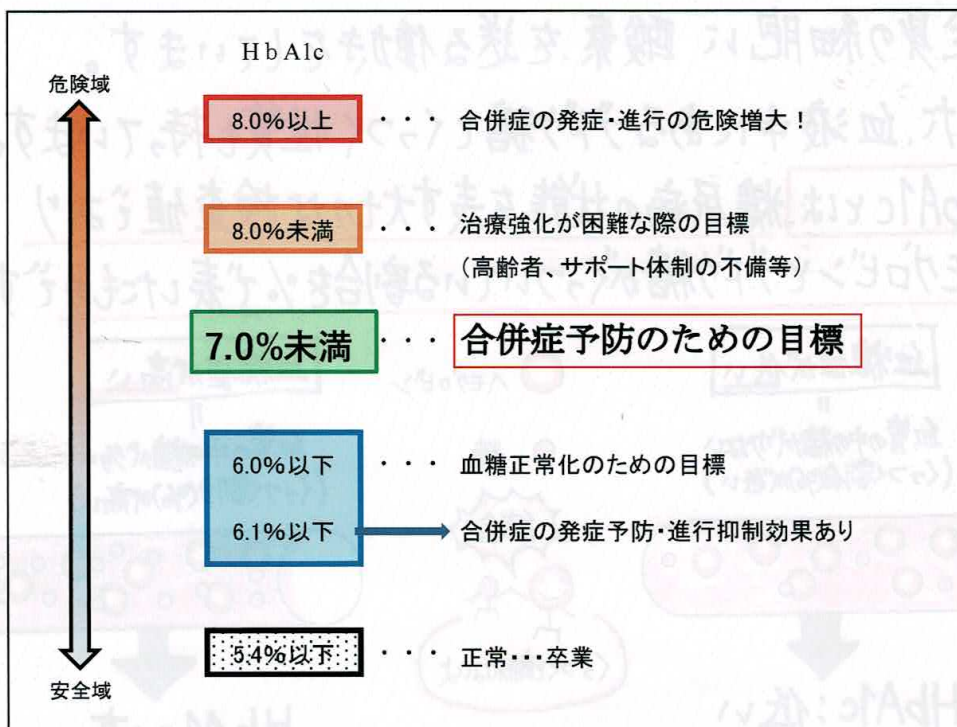 HbAlc
危険域
8.0%以上 ・・・ 合併症の発症・進行の危険増大！
8.0%未満 ・・・ 治療強化が困難な際の目標
(高齢者、サポート体制の不備等)
7.0%未満 ・・・ 合併症予防のための目標
6.0%以下 ・・・ 血糖正常化のための目標
6.1%以下 合併症の発症予防・進行抑制効果あり
5.4%以下 ・・・ 正常・・・卒業
安全域